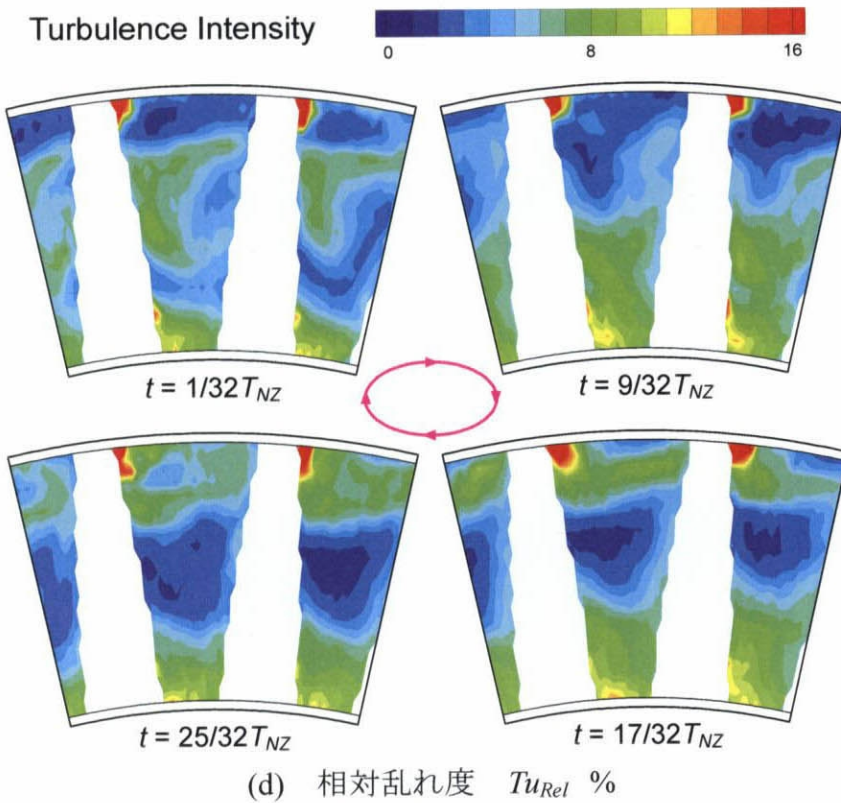 Turbulence Intensity
0 8 16
t = 1/32T_NZ
t = 9/32T_NZ
t = 25/32T_NZ
t = 17/32T_NZ
(d) 相対乱れ度 Tu_Rel %